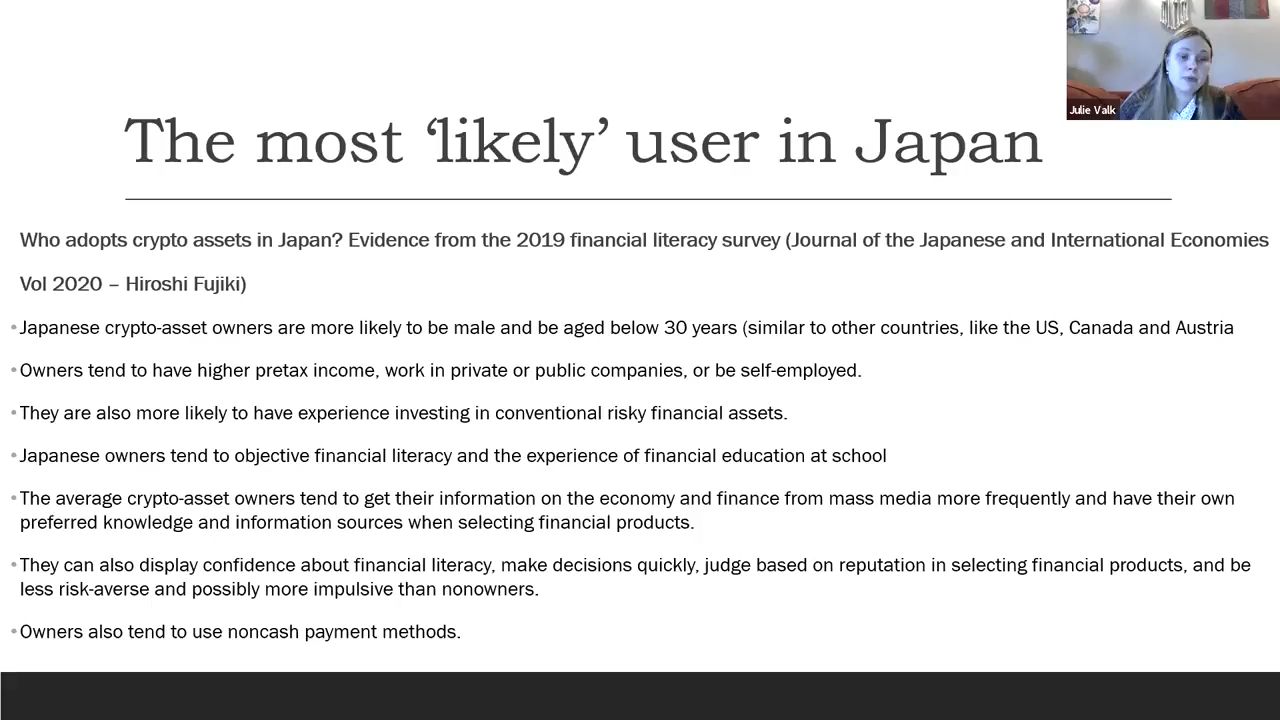 Julie Valk
The most ‘likely’ user in Japan
Who adopts crypto assets in Japan? Evidence from the 2019 financial literacy survey (Journal of the Japanese and International Economies
Vol 2020 – Hiroshi Fujiki)
•Japanese crypto-asset owners are more likely to be male and be aged below 30 years (similar to other countries, like the US, Canada and Austria
•Owners tend to have higher pretax income, work in private or public companies, or be self-employed.
•They are also more likely to have experience investing in conventional risky financial assets.
•Japanese owners tend to objective financial literacy and the experience of financial education at school
•The average crypto-asset owners tend to get their information on the economy and finance from mass media more frequently and have their own
preferred knowledge and information sources when selecting financial products.
•They can also display confidence about financial literacy, make decisions quickly, judge based on reputation in selecting financial products, and be
less risk-averse and possibly more impulsive than nonowners.
•Owners also tend to use noncash payment methods.